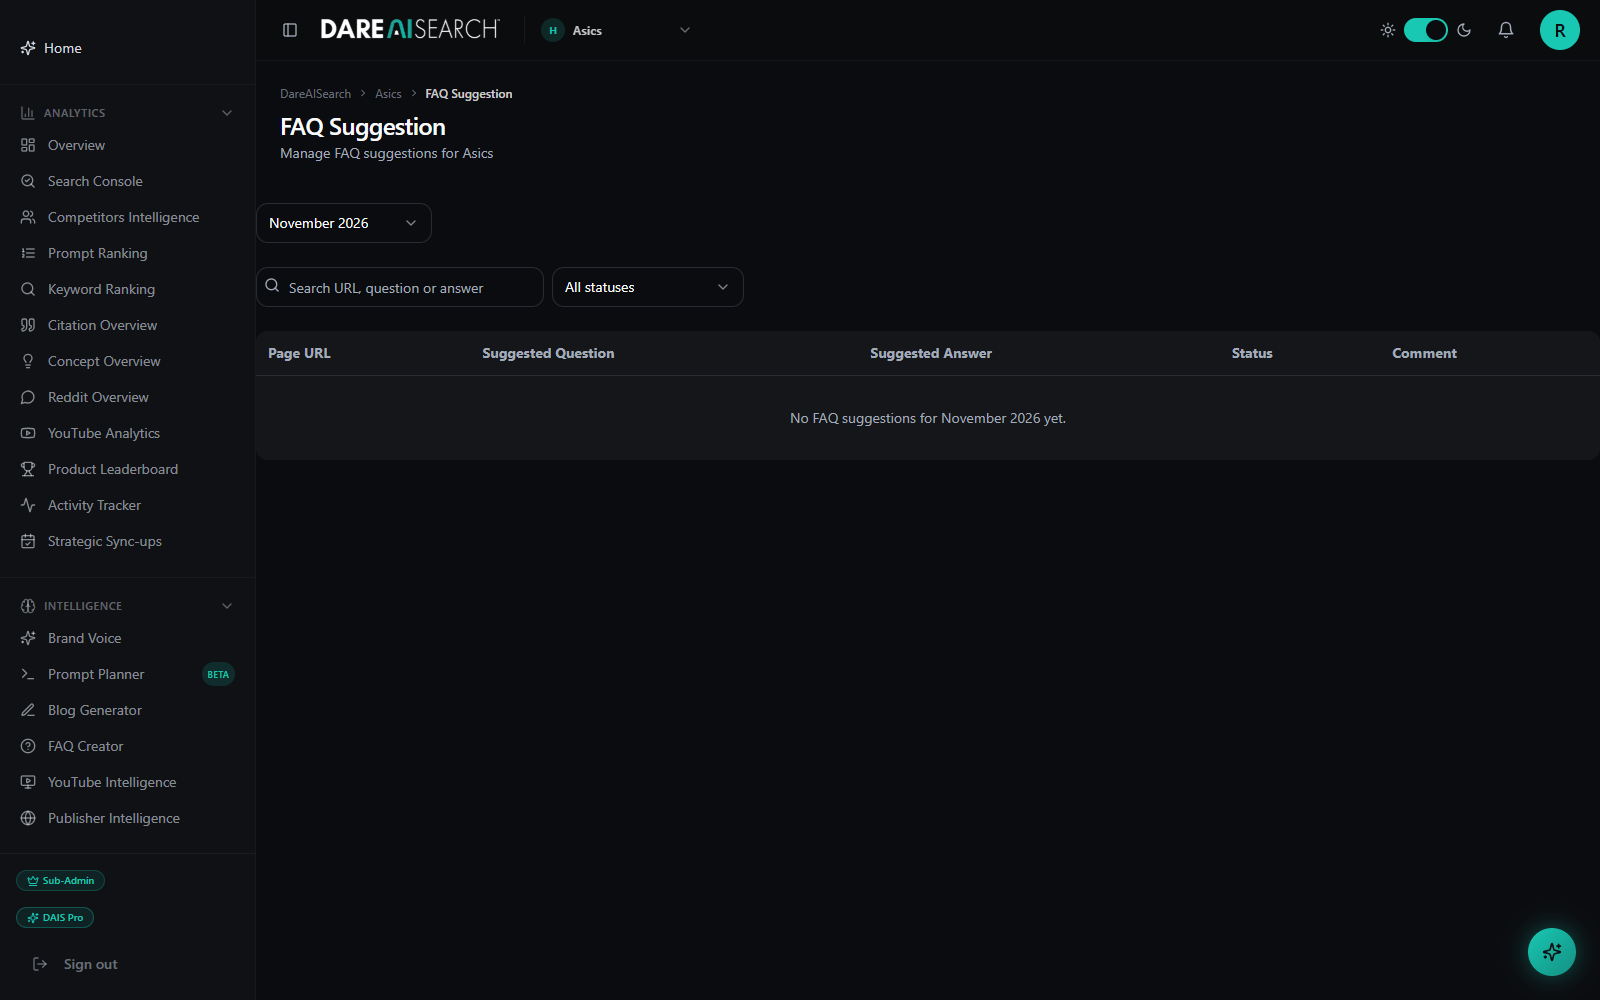 Home
ANALYTICS
Overview
Search Console
Competitors Intelligence
Prompt Ranking
Keyword Ranking
Citation Overview
Concept Overview
Reddit Overview
YouTube Analytics
Product Leaderboard
Activity Tracker
Strategic Sync-ups
INTELLIGENCE
Brand Voice
Prompt Planner BETA
Blog Generator
FAQ Creator
YouTube Intelligence
Publisher Intelligence
Sub-Admin
DAIS Pro
Sign out
DARE AI SEARCH
H Asics
R
DareAISearch > Asics > FAQ Suggestion
FAQ Suggestion
Manage FAQ suggestions for Asics
November 2026
Search URL, question or answer
All statuses
Page URL Suggested Question Suggested Answer Status Comment
No FAQ suggestions for November 2026 yet.